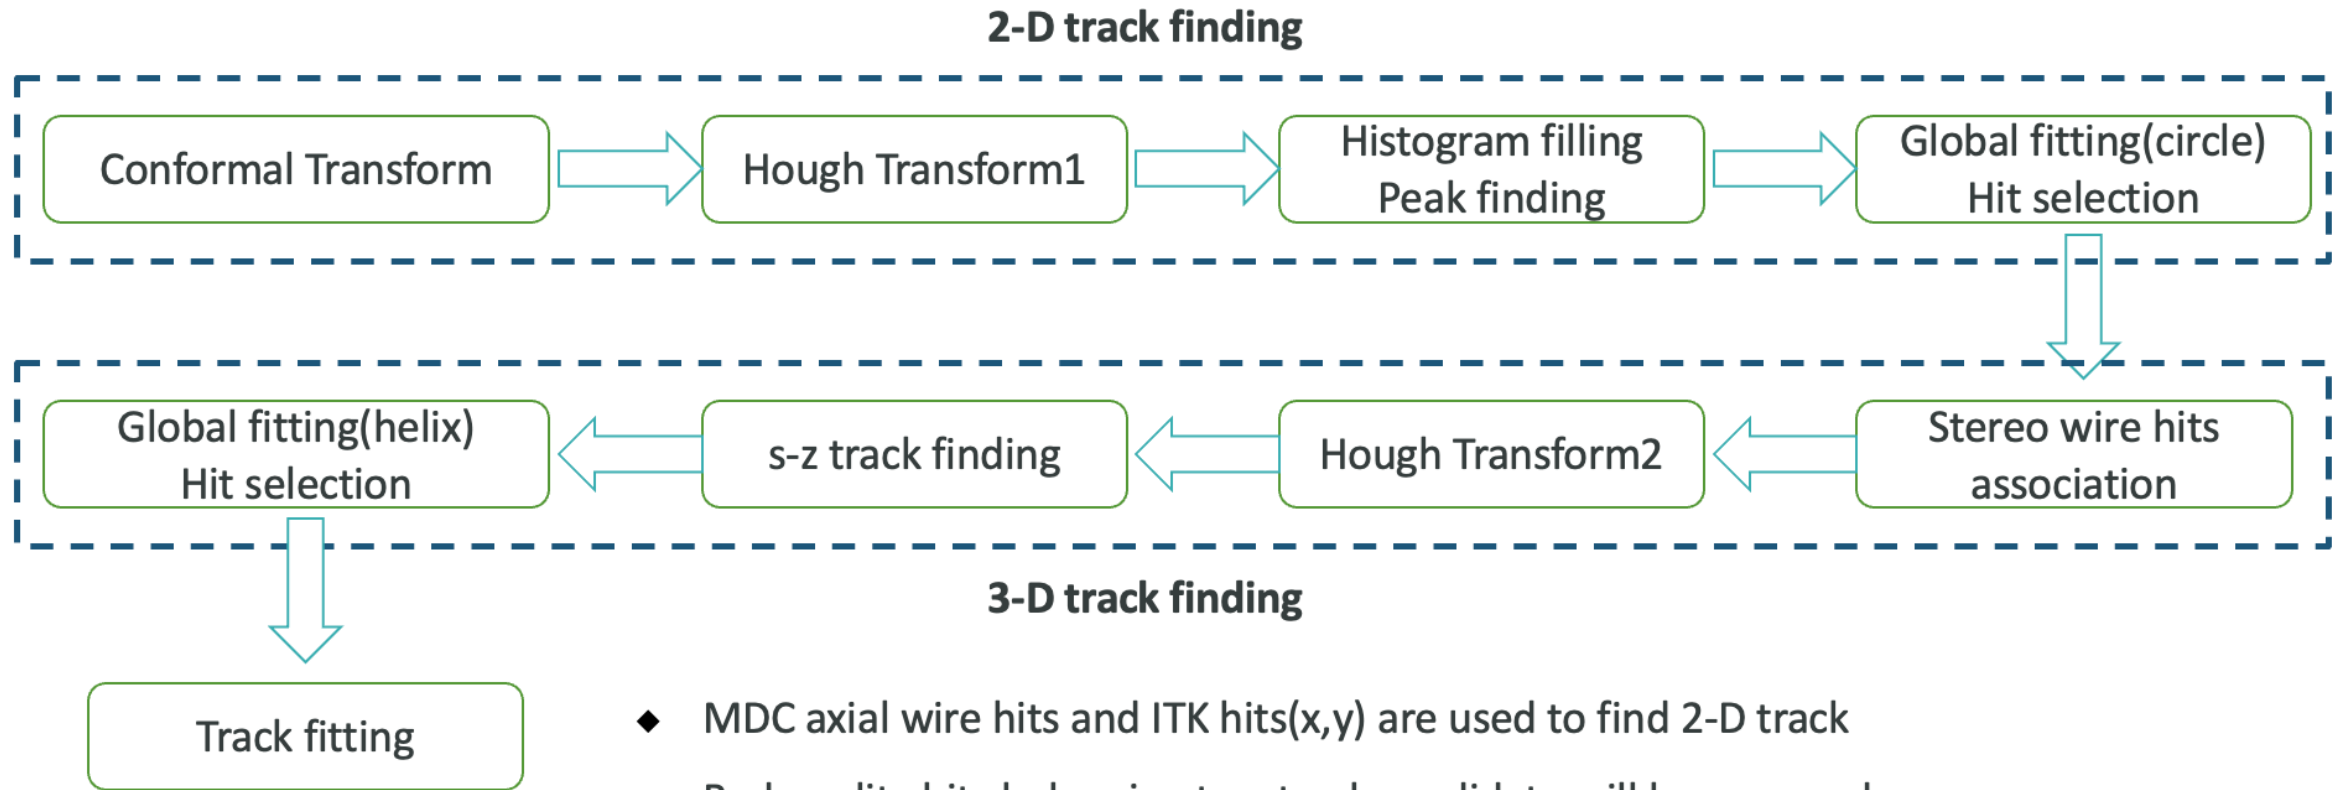 2-D track finding
Conformal Transform
Hough Transform1
Histogram filling
Peak finding
Global fitting(circle)
Hit selection
Stereo wire hits
association
Hough Transform2
s-z track finding
Global fitting(helix)
Hit selection
3-D track finding
Track fitting
◆ MDC axial wire hits and ITK hits(x,y) are used to find 2-D track